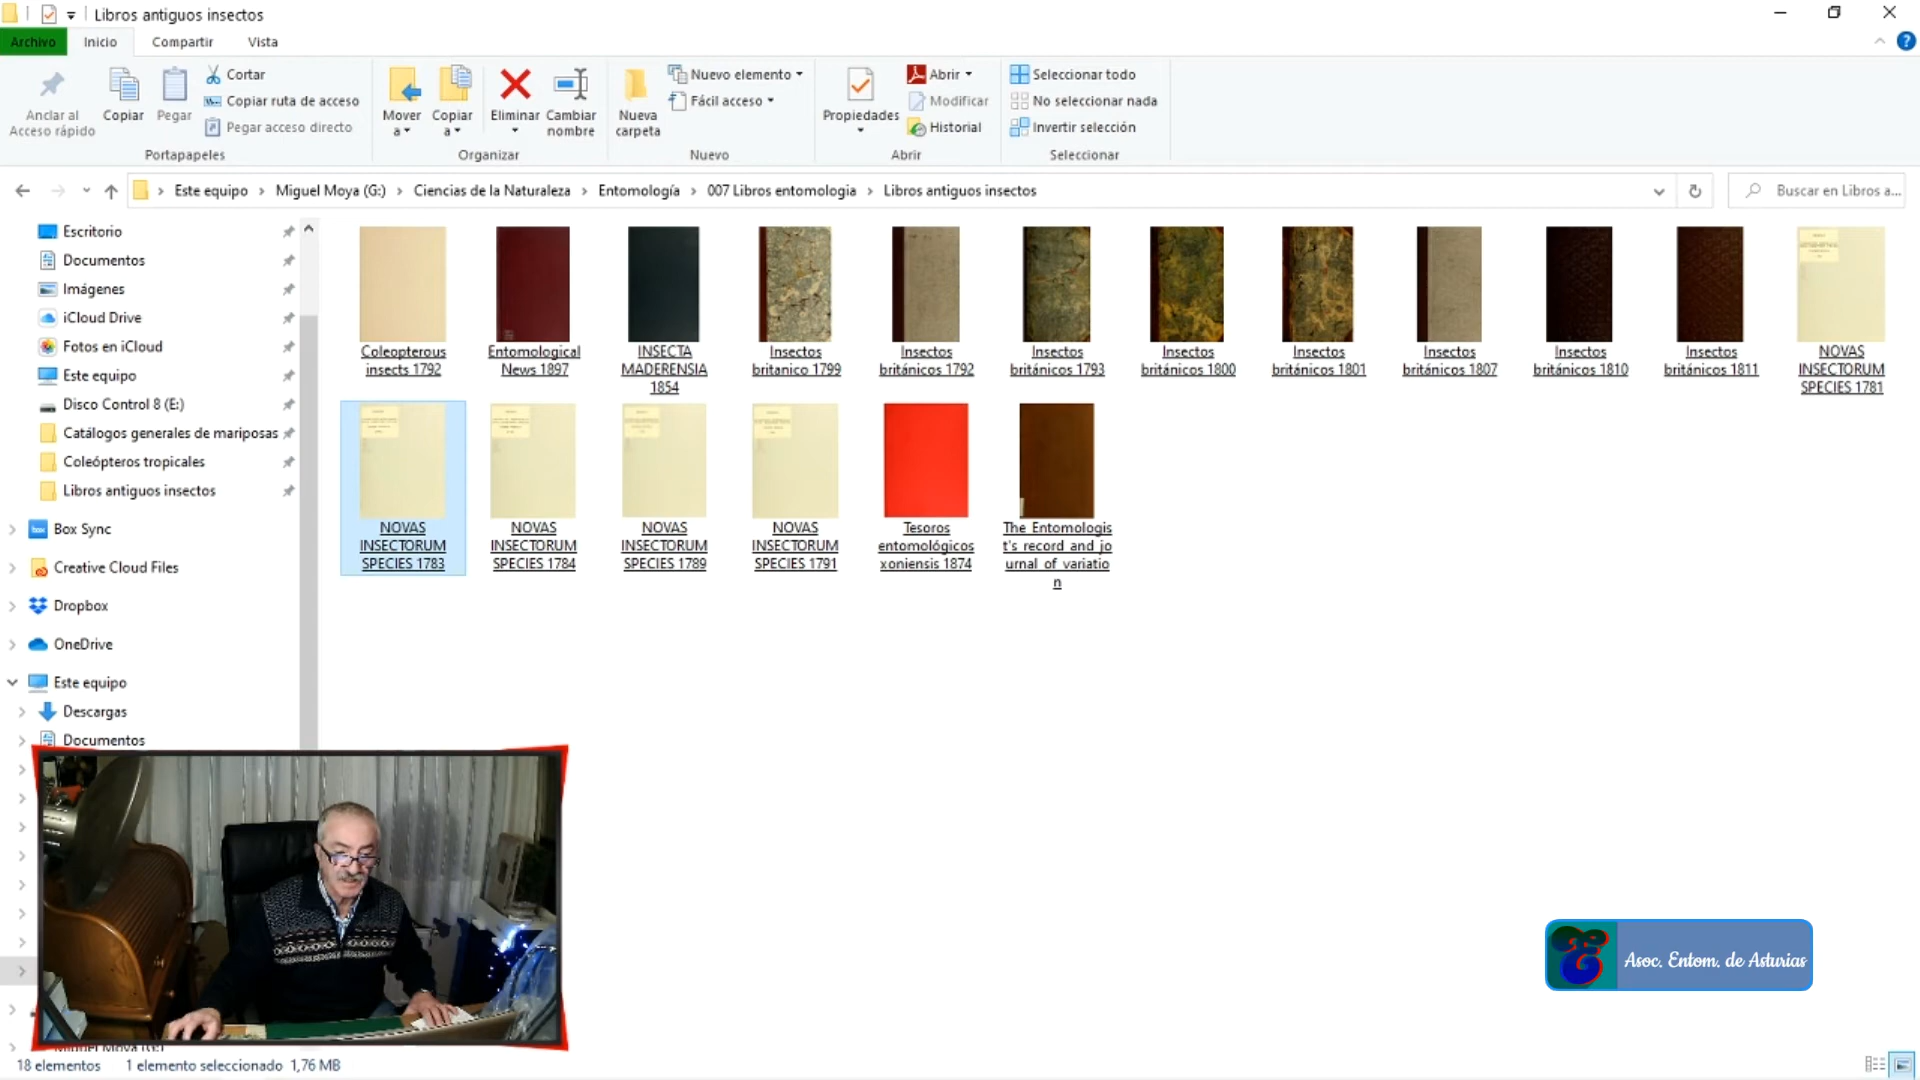 Libros antiguos insectos
Archivo
Inicio
Compartir
Vista
Anclar al
Acceso rápido
Copiar
Pegar
Cortar
Copiar ruta de acceso
Pegar acceso directo
Portapapeles
Mover
a
Copiar
a
Eliminar
Cambiar
nombre
Organizar
Nueva
carpeta
Nuevo elemento
Fácil acceso
Nuevo
Propiedades
Abrir
Modificar
Historial
Abrir
Seleccionar todo
No seleccionar nada
Invertir selección
Seleccionar
Este equipo > Miguel Moya (G:) > Ciencias de la Naturaleza > Entomología > 007 Libros entomologia > Libros antiguos insectos
Buscar en Libros a...
Escritorio
Documentos
Imágenes
iCloud Drive
Fotos en iCloud
Este equipo
Disco Control 8 (E:)
Catálogos generales de mariposas
Coleópteros tropicales
Libros antiguos insectos
Box Sync
Creative Cloud Files
Dropbox
OneDrive
Este equipo
Descargas
Documentos
Coleopterous
insects 1792
Entomological
News 1897
INSECTA
MADERENSIA
1854
Insectos
britanico 1799
Insectos
británicos 1792
Insectos
británicos 1793
Insectos
británicos 1800
Insectos
británicos 1801
Insectos
británicos 1807
Insectos
británicos 1810
Insectos
británicos 1811
NOVAS
INSECTORUM
SPECIES 1781
NOVAS
INSECTORUM
SPECIES 1783
NOVAS
INSECTORUM
SPECIES 1784
NOVAS
INSECTORUM
SPECIES 1789
NOVAS
INSECTORUM
SPECIES 1791
Tesoros
entomológicos
xoniensis 1874
The Entomologis
t's record and jo
urnal of variatio
n
Asoc. Entom. de Asturias
Miguel Moya (G:)
18 elementos
1 elemento seleccionado 1,76 MB